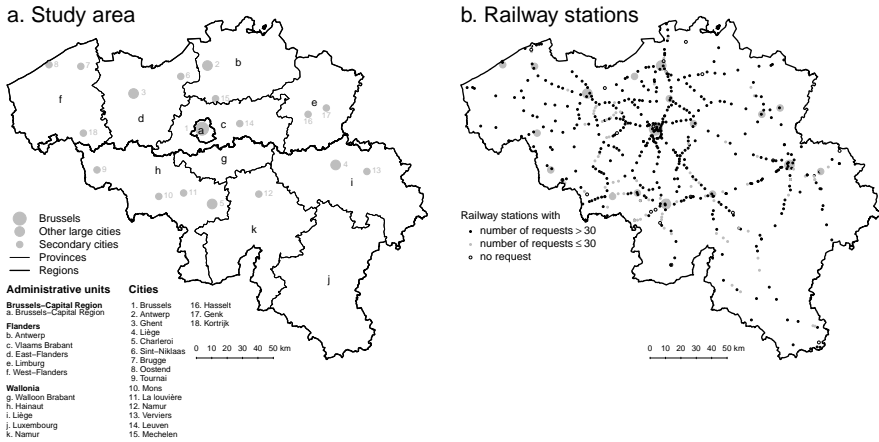 a. Study area
b. Railway stations
8
7
2
b
6
3
f
d
15
e
17
16
18
a
c
14
g
9
h
4
13
i
10
11
5
12
k
j
Brussels
Other large cities
Secondary cities
Provinces
Regions
Administrative units
Brussels–Capital Region
a. Brussels–Capital Region
Flanders
b. Antwerp
c. Vlaams Brabant
d. East–Flanders
e. Limburg
f. West–Flanders
Wallonia
g. Walloon Brabant
h. Hainaut
i. Liège
j. Luxembourg
k. Namur
Cities
1. Brussels
2. Antwerp
3. Ghent
4. Liège
5. Charleroi
6. Sint–Niklaas
7. Brugge
8. Oostend
9. Tournai
10. Mons
11. La louvière
12. Namur
13. Verviers
14. Leuven
15. Mechelen
16. Hasselt
17. Genk
18. Kortrijk
0 10 20 30 40 50 km
Railway stations with
number of requests > 30
number of requests ≤ 30
no request
0 10 20 30 40 50 km